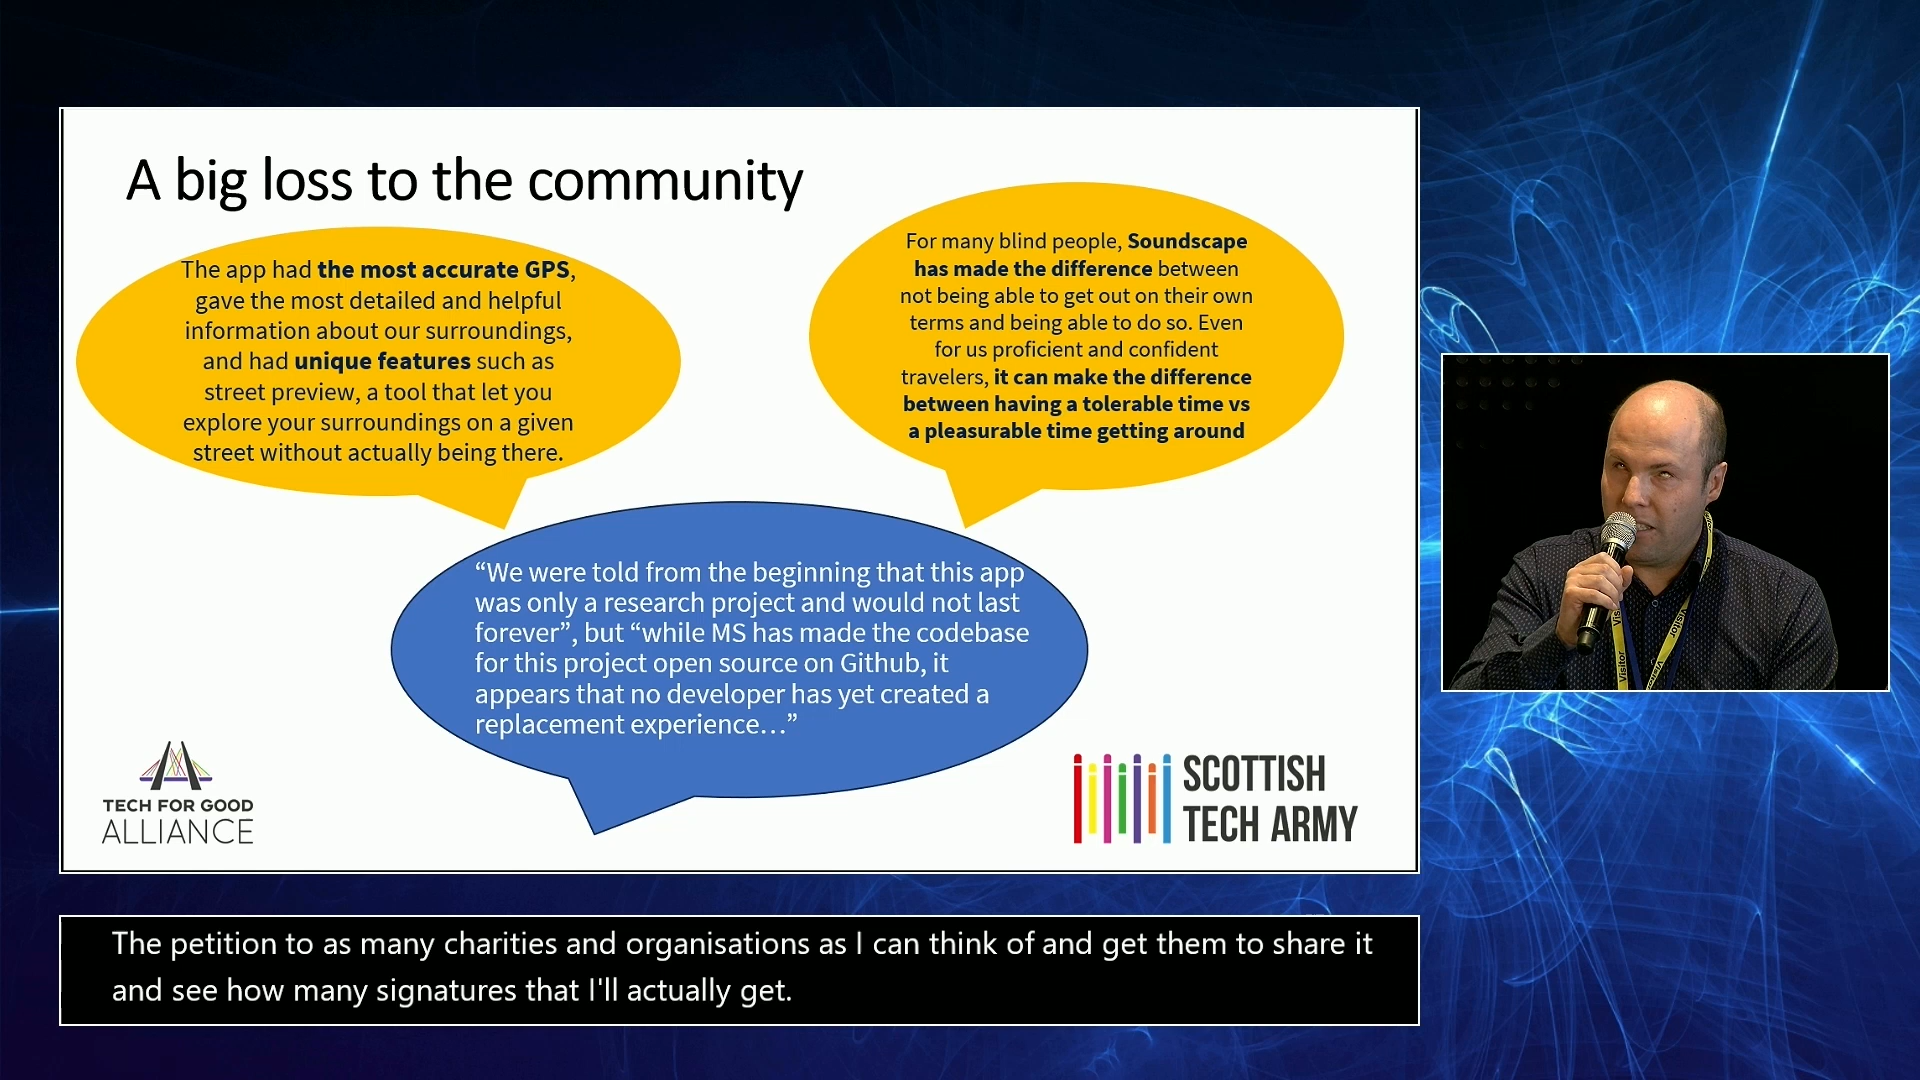 A big loss to the community
The app had the most accurate GPS,
gave the most detailed and helpful
information about our surroundings,
and had unique features such as
street preview, a tool that let you
explore your surroundings on a given
street without actually being there.
For many blind people, Soundscape
has made the difference between
not being able to get out on their own
terms and being able to do so. Even
for us proficient and confident
travelers, it can make the difference
between having a tolerable time vs
a pleasurable time getting around
“We were told from the beginning that this app
was only a research project and would not last
forever”, but “while MS has made the codebase
for this project open source on Github, it
appears that no developer has yet created a
replacement experience…”
TECH FOR GOOD
ALLIANCE
SCOTTISH
TECH ARMY
Visitor
Visitor
The petition to as many charities and organisations as I can think of and get them to share it
and see how many signatures that I'll actually get.